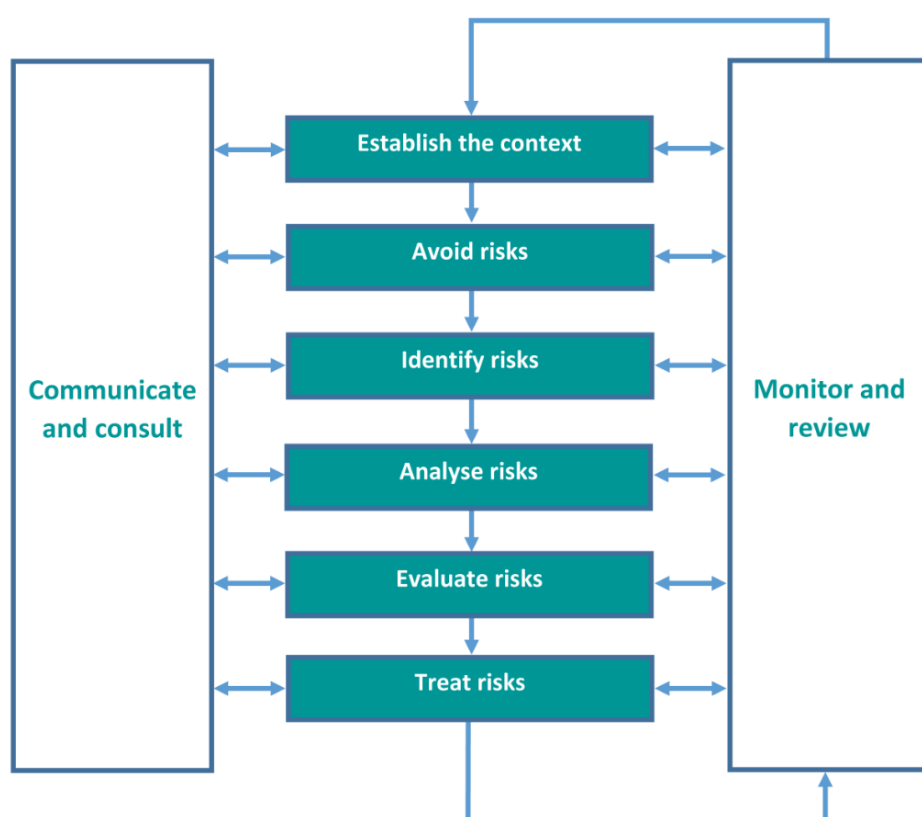 Establish the context
Avoid risks
Identify risks
Communicate
and consult
Monitor and
review
Analyse risks
Evaluate risks
Treat risks